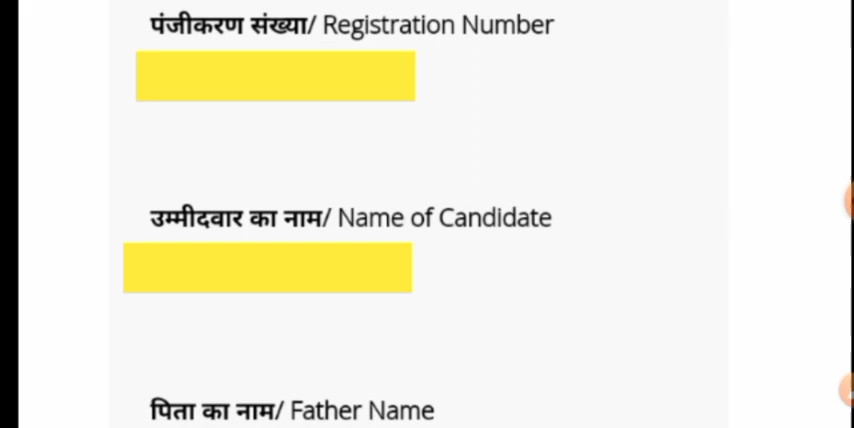 पंजीकरण संख्या/ Registration Number
उम्मीदवार का नाम/ Name of Candidate
पिता का नाम/ Father Name